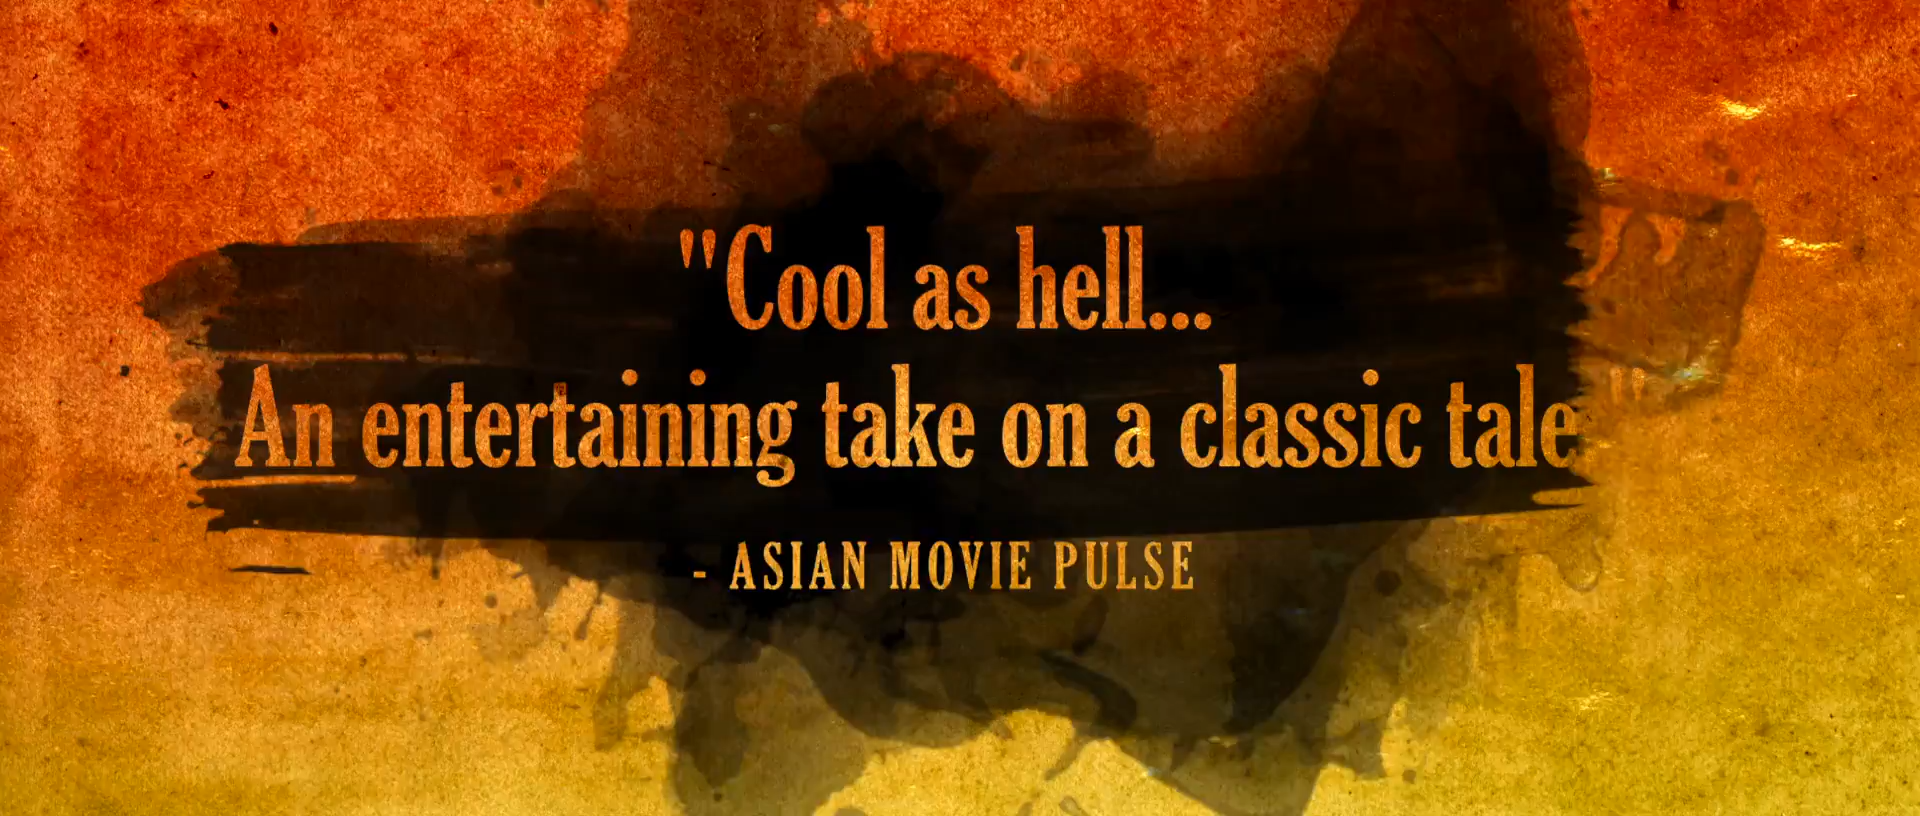 "Cool as hell...
An entertaining take on a classic tale"
- ASIAN MOVIE PULSE